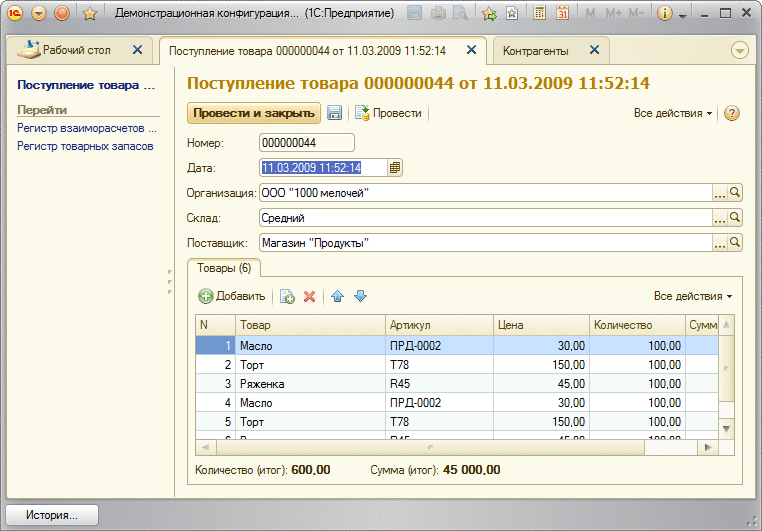 Демонстрационная конфигурация... (1С:Предприятие) M M+ M-
Рабочий стол Поступление товара 000000044 от 11.03.2009 11:52:14 Контрагенты
Поступление товара ...
Перейти
Регистр взаиморасчетов ...
Регистр товарных запасов
Поступление товара 000000044 от 11.03.2009 11:52:14
Провести и закрыть Провести Все действия
Номер: 000000044
Дата: 11.03.2009 11:52:14
Организация: ООО "1000 мелочей" ...
Склад: Средний ...
Поставщик: Магазин "Продукты" ...
Товары (6)
Добавить Все действия
N Товар Артикул Цена Количество Сумм
1 Масло ПРД-0002 30,00 100,00
2 Торт Т78 150,00 100,00
3 Ряженка R45 45,00 100,00
4 Масло ПРД-0002 30,00 100,00
5 Торт Т78 150,00 100,00
R45 45,00 100,00
Количество (итог): 600,00 Сумма (итог): 45 000,00
История...